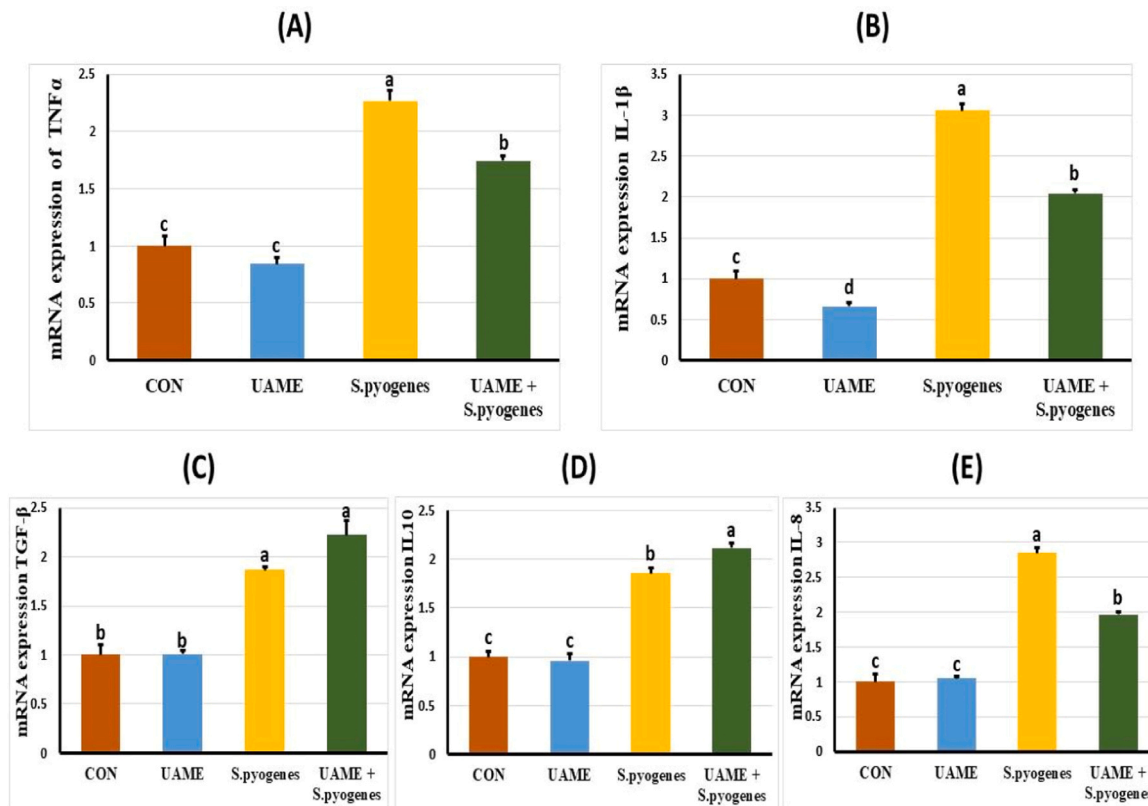 (A)
mRNA expression of TNFα
2.5
2
1.5
1
0.5
0
c
c
a
b
CON
UAME
S.pyogenes
UAME +
S.pyogenes
(B)
mRNA expression IL-1β
3.5
3
2.5
2
1.5
1
0.5
0
c
d
a
b
CON
UAME
S.pyogenes
UAME +
S.pyogenes
(C)
mRNA expression TGF-β
2.5
2
1.5
1
0.5
0
b
b
a
a
CON
UAME
S.pyogenes
UAME +
S.pyogenes
(D)
mRNA expression IL10
2.5
2
1.5
1
0.5
0
c
c
b
a
CON
UAME
S.pyogenes
UAME +
S.pyogenes
(E)
mRNA expression IL-8
3.5
3
2.5
2
1.5
1
0.5
0
c
c
a
b
CON
UAME
S.pyogenes
UAME +
S.pyogenes